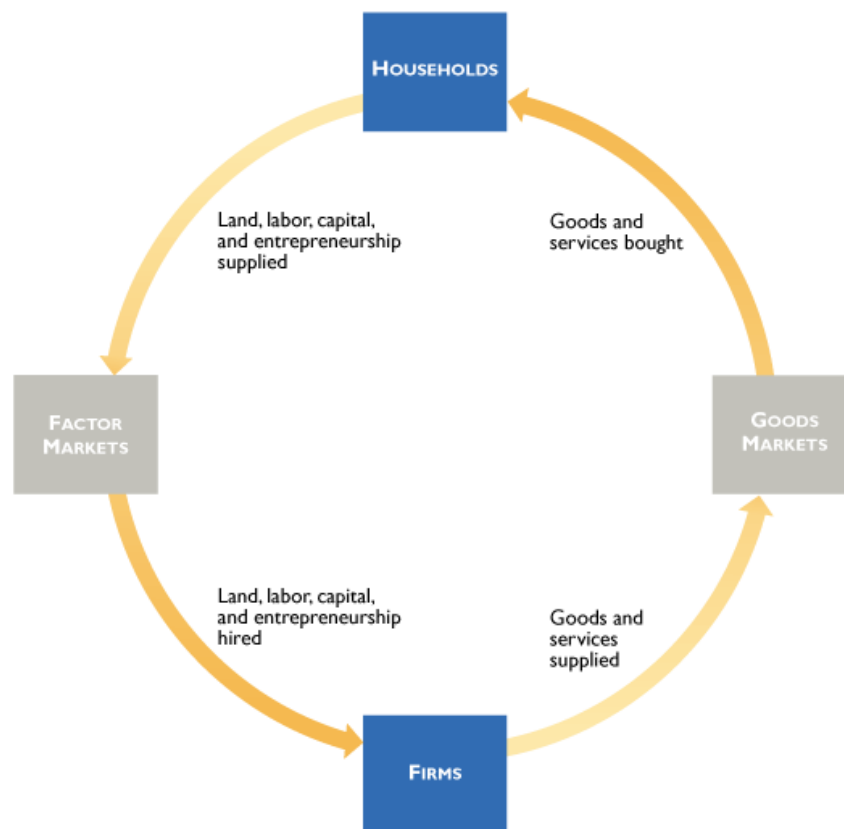 HOUSEHOLDS
Land, labor, capital,
and entrepreneurship
supplied
Goods and
services bought
FACTOR
MARKETS
GOODS
MARKETS
Land, labor, capital,
and entrepreneurship
hired
Goods and
services
supplied
FIRMS